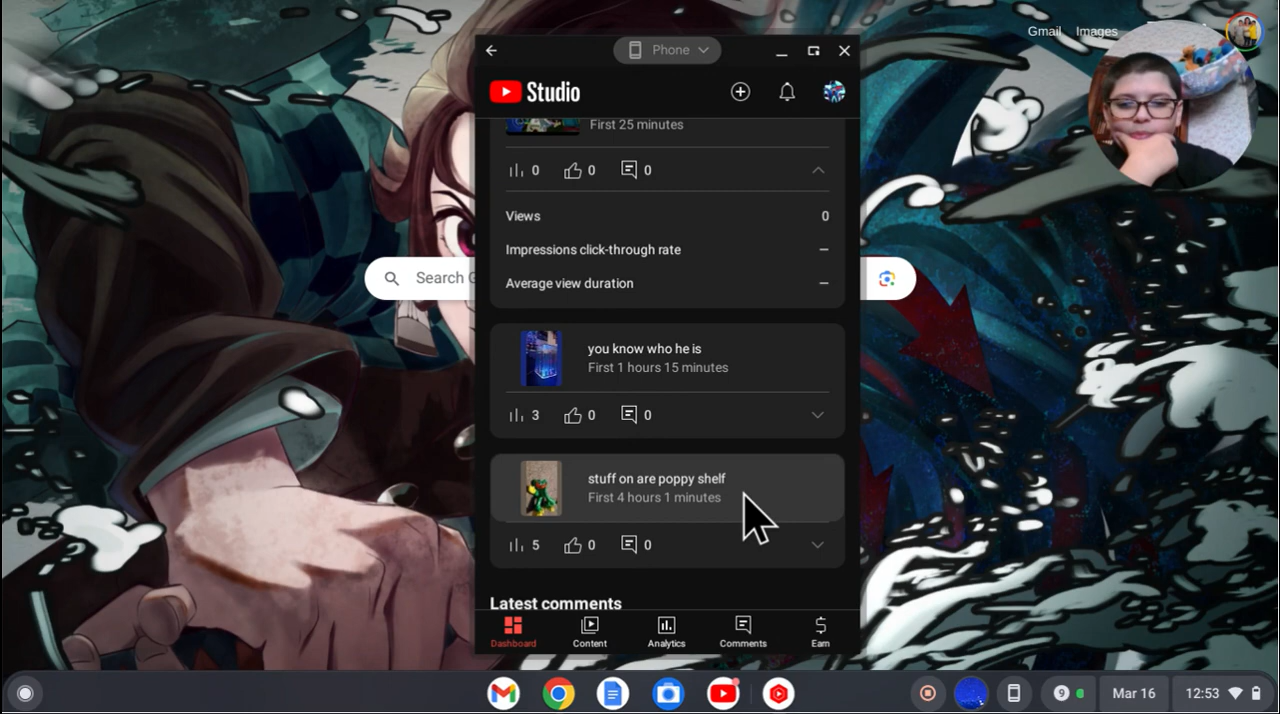 Gmail Images
Phone
Studio
First 25 minutes
0 0 0
Views 0
Impressions click-through rate –
Average view duration –
Search G
you know who he is
First 1 hours 15 minutes
3 0 0
stuff on are poppy shelf
First 4 hours 1 minutes
5 0 0
Latest comments
Dashboard Content Analytics Comments Earn
9 Mar 16 12:53